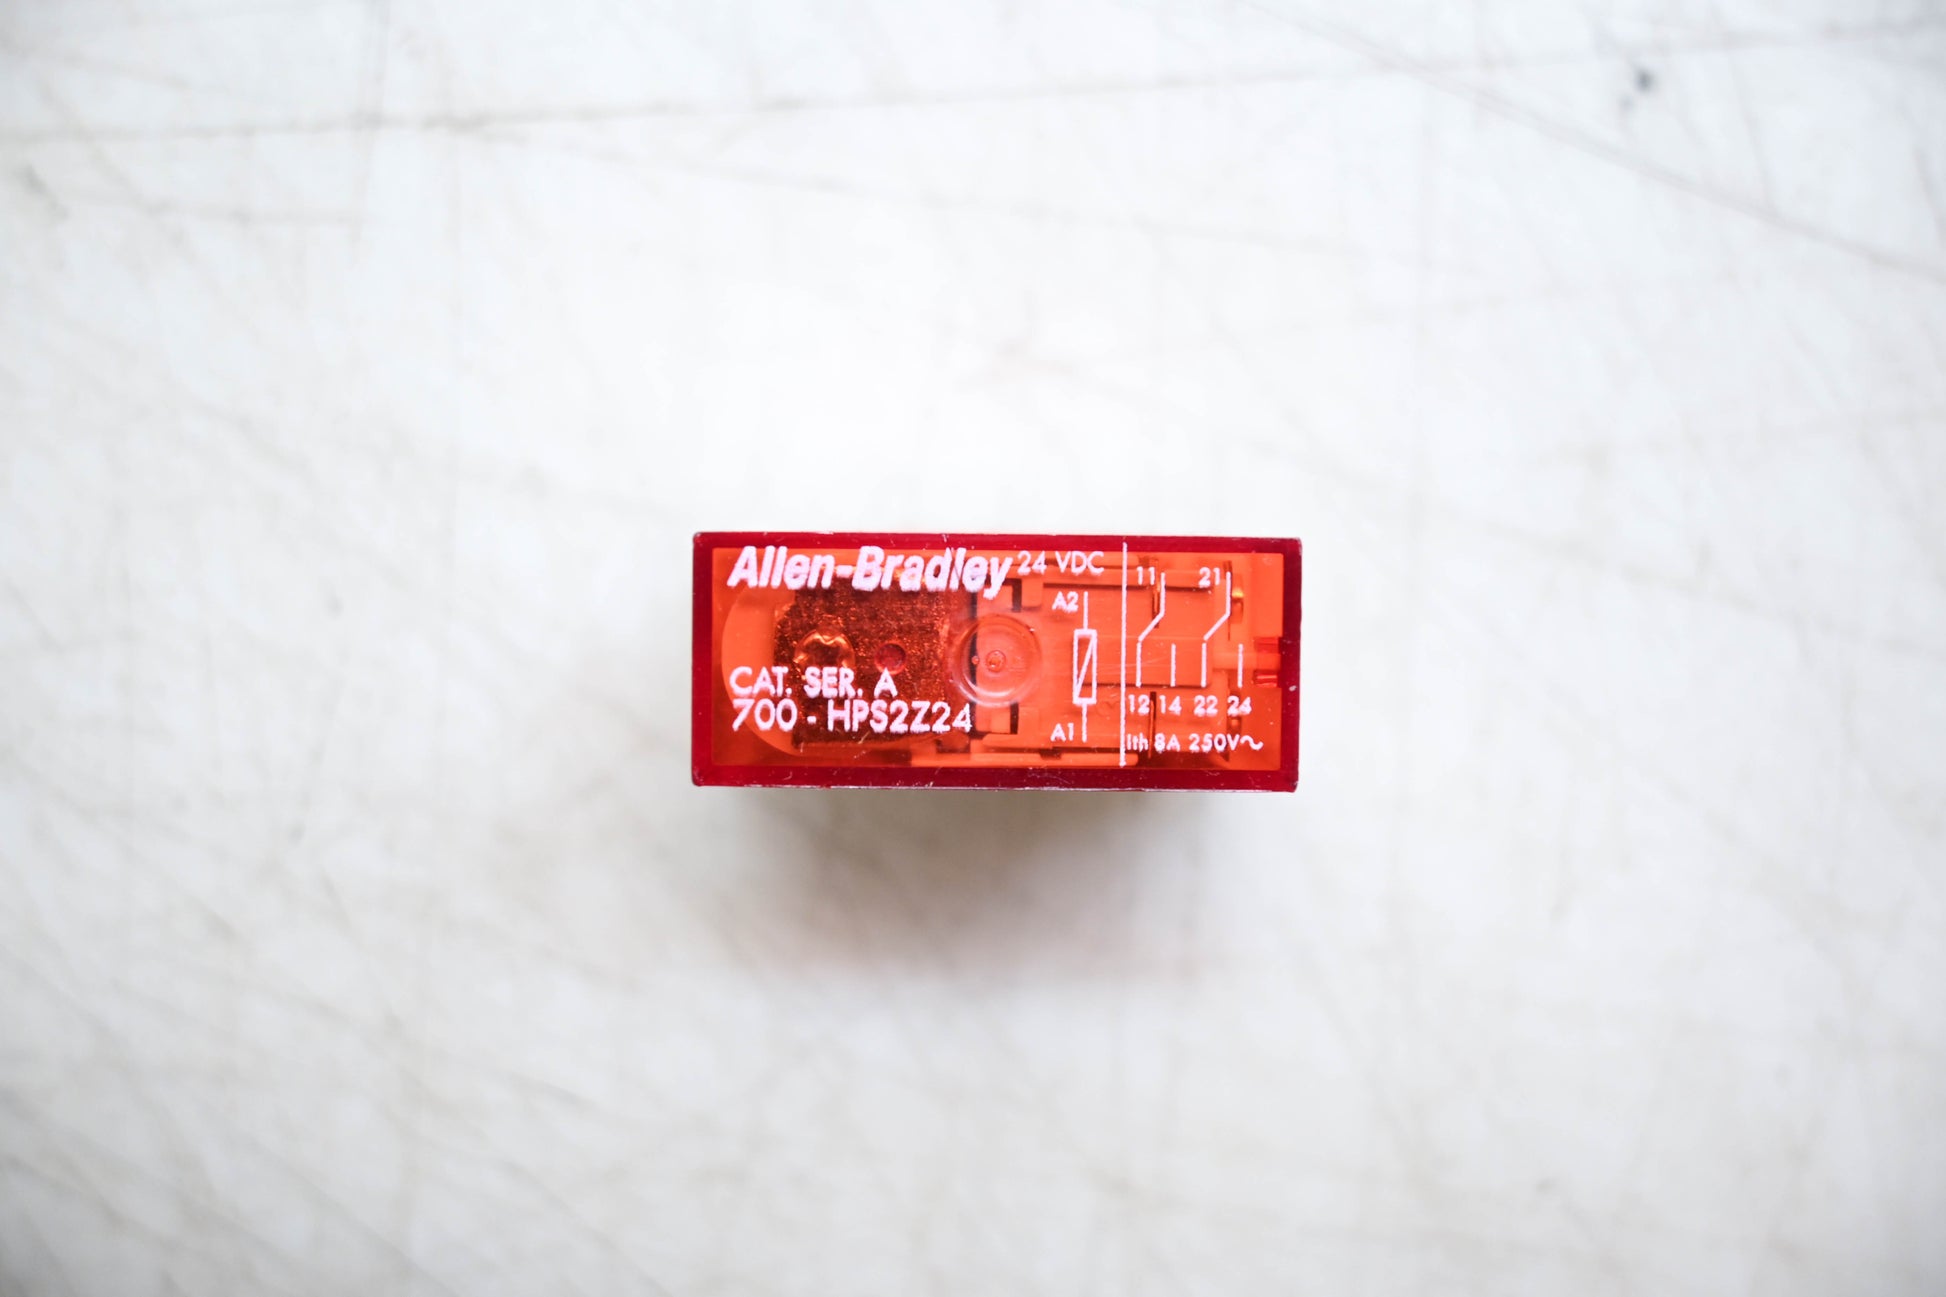 Allen-Bradley 24 VDC
CAT. SER. A
700 - HPS2Z24
A2
A1
11 21
12 14 22 24
Ith 8A 250V~